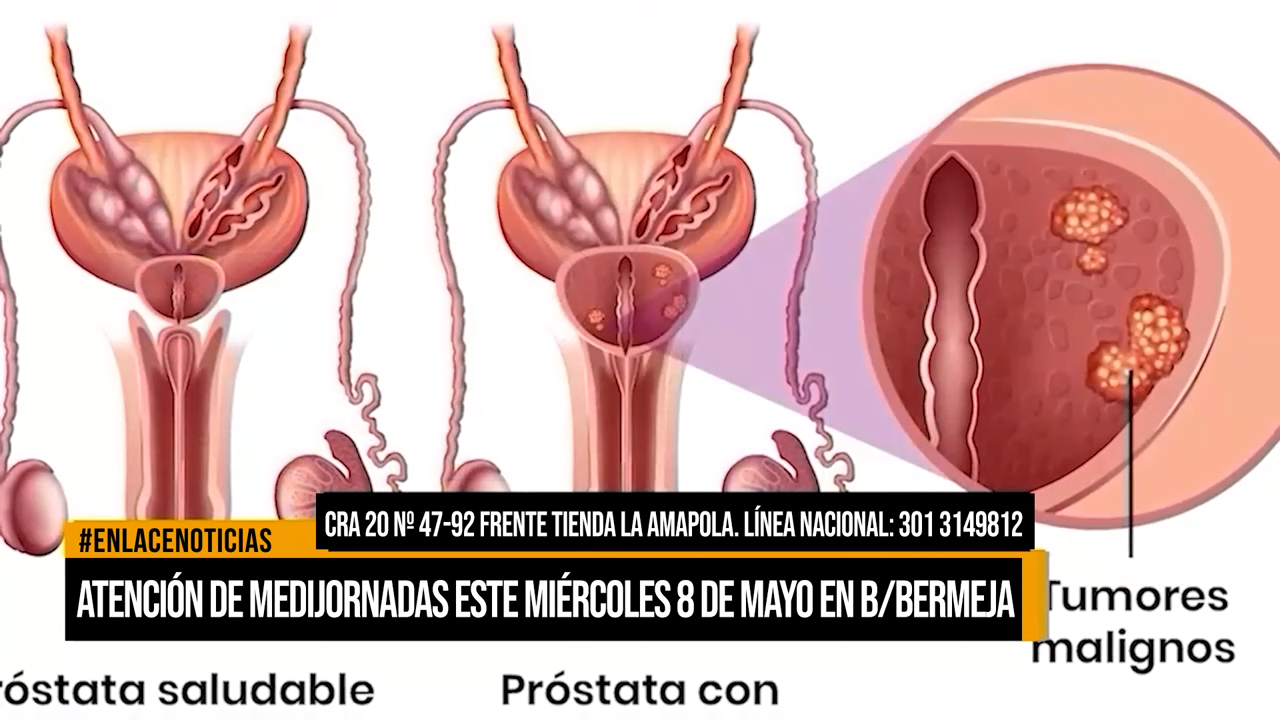 CRA 20 Nº 47-92 FRENTE TIENDA LA AMAPOLA. LÍNEA NACIONAL: 301 3149812
#ENLACENOTICIAS
ATENCIÓN DE MEDIJORNADAS ESTE MIÉRCOLES 8 DE MAYO EN B/BERMEJA
Tumores
malignos
róstata saludable
Próstata con